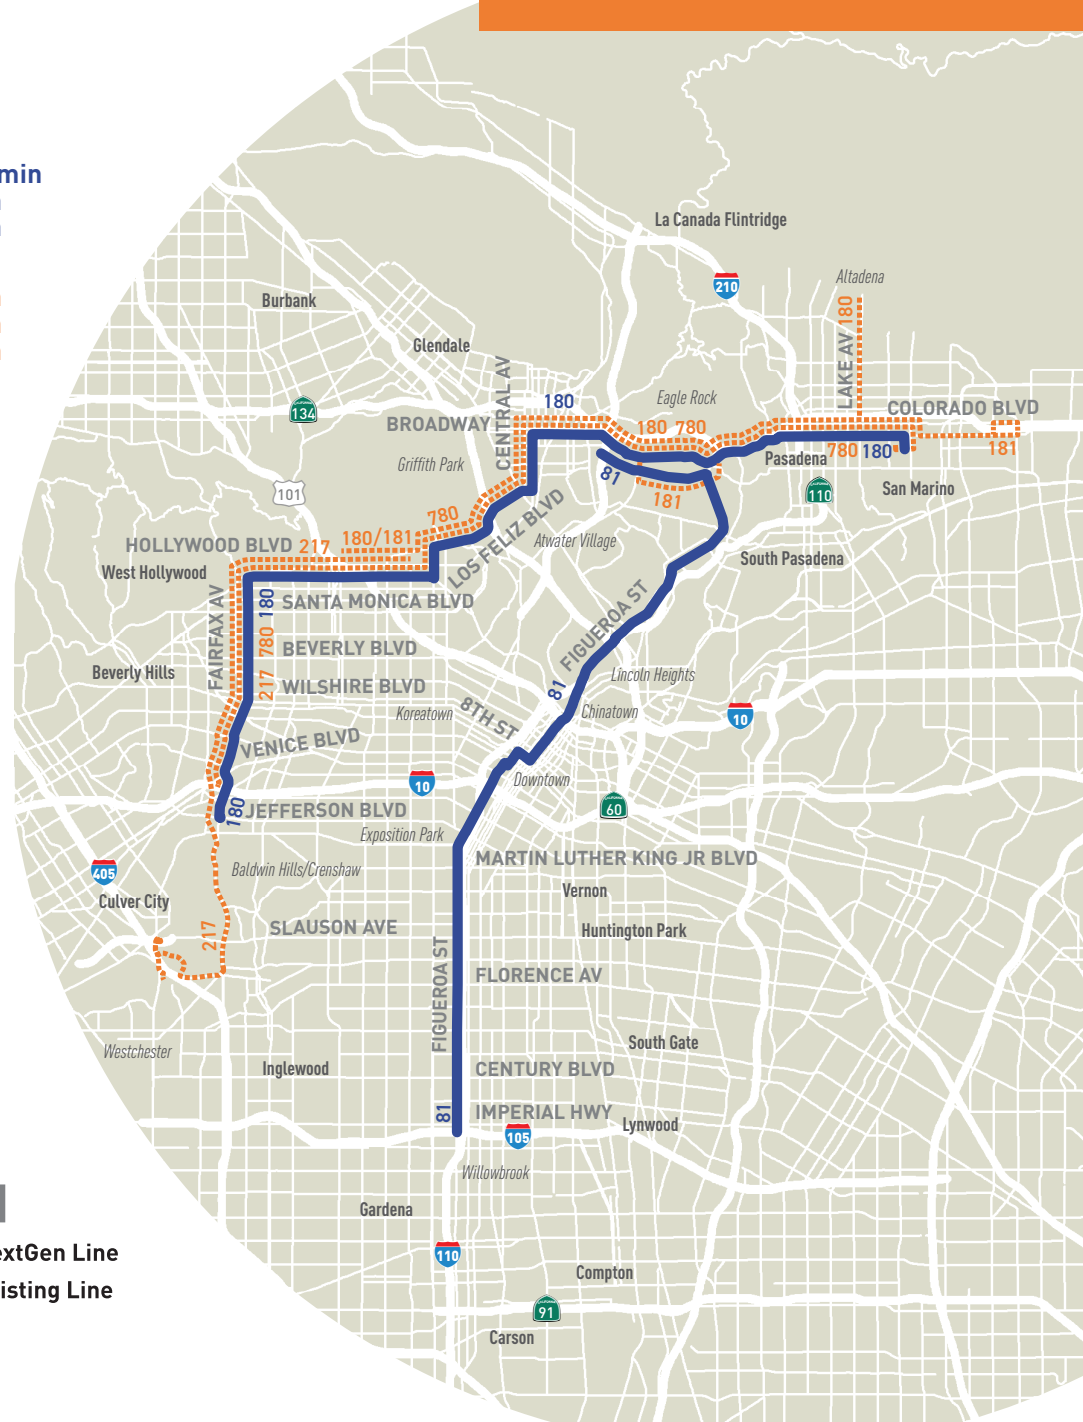 min
La Canada Flintridge
210
Altadena
Burbank
180
LAKE AV
Glendale
CENTRAL AV
Eagle Rock
180
134
BROADWAY
COLORADO BLVD
180 780
780 180
181
Pasadena
Griffith Park
81
181
101
110
San Marino
780
180/181
LOS FELIZ BLVD
Atwater Village
HOLLYWOOD BLVD 217
West Hollywood
South Pasadena
FAIRFAX AV
180
SANTA MONICA BLVD
FIGUEROA ST
780
BEVERLY BLVD
Beverly Hills
217
WILSHIRE BLVD
81
Lincoln Heights
Koreatown
8TH ST
Chinatown
10
VENICE BLVD
10
Downtown
180
JEFFERSON BLVD
60
Exposition Park
MARTIN LUTHER KING JR BLVD
405
Baldwin Hills/Crenshaw
Vernon
Culver City
SLAUSON AVE
217
Huntington Park
FIGUEROA ST
FLORENCE AV
Westchester
South Gate
Inglewood
CENTURY BLVD
81
IMPERIAL HWY
105
Lynwood
Willowbrook
Gardena
extGen Line
110
isting Line
Compton
91
Carson